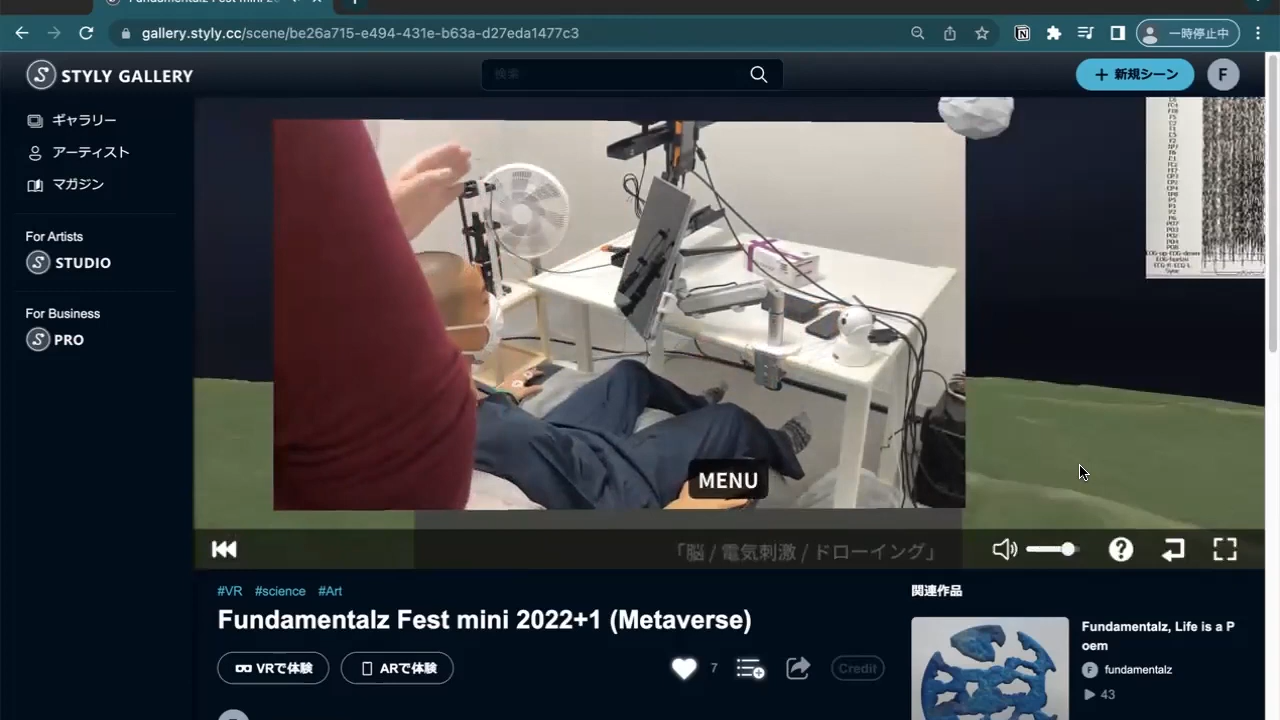 Fundamentalz Fest mini 20
gallery.styly.cc/scene/be26a715-e494-431e-b63a-d27eda1477c3
一時停止中
STYLY GALLERY
検索
新規シーン
F
ギャラリー
アーティスト
マガジン
For Artists
STUDIO
For Business
PRO
MENU
「脳 / 電気刺激 / ドローイング」
#VR #science #Art
Fundamentalz Fest mini 2022+1 (Metaverse)
VRで体験
ARで体験
7
Credit
関連作品
Fundamentalz, Life is a P
oem
F
fundamentalz
43